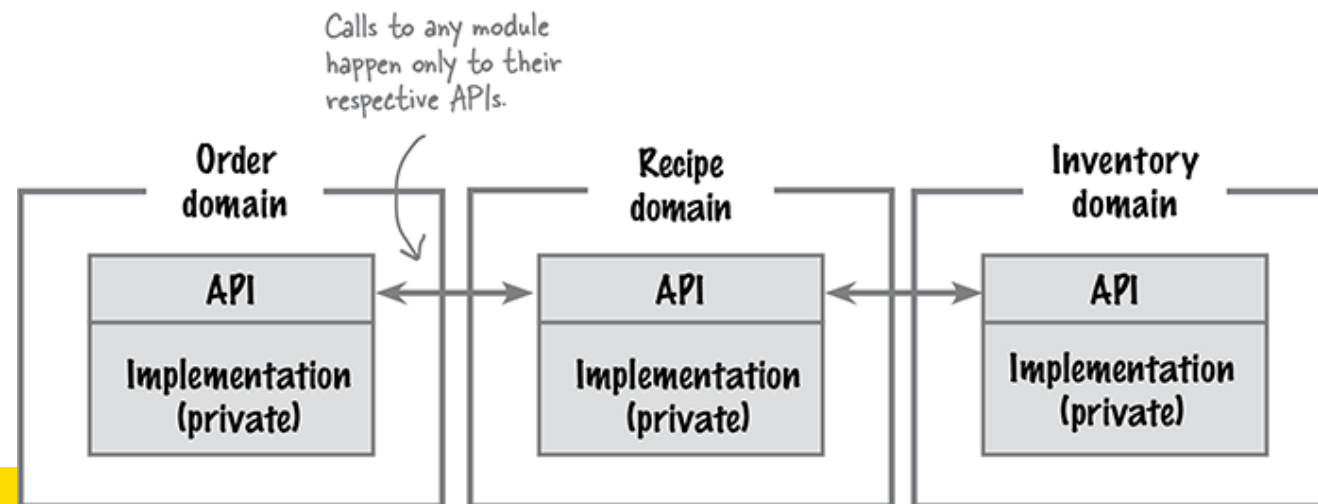 Calls to any module
happen only to their
respective APIs.
Order
domain
API
Implementation
(private)
Recipe
domain
API
Implementation
(private)
Inventory
domain
API
Implementation
(private)